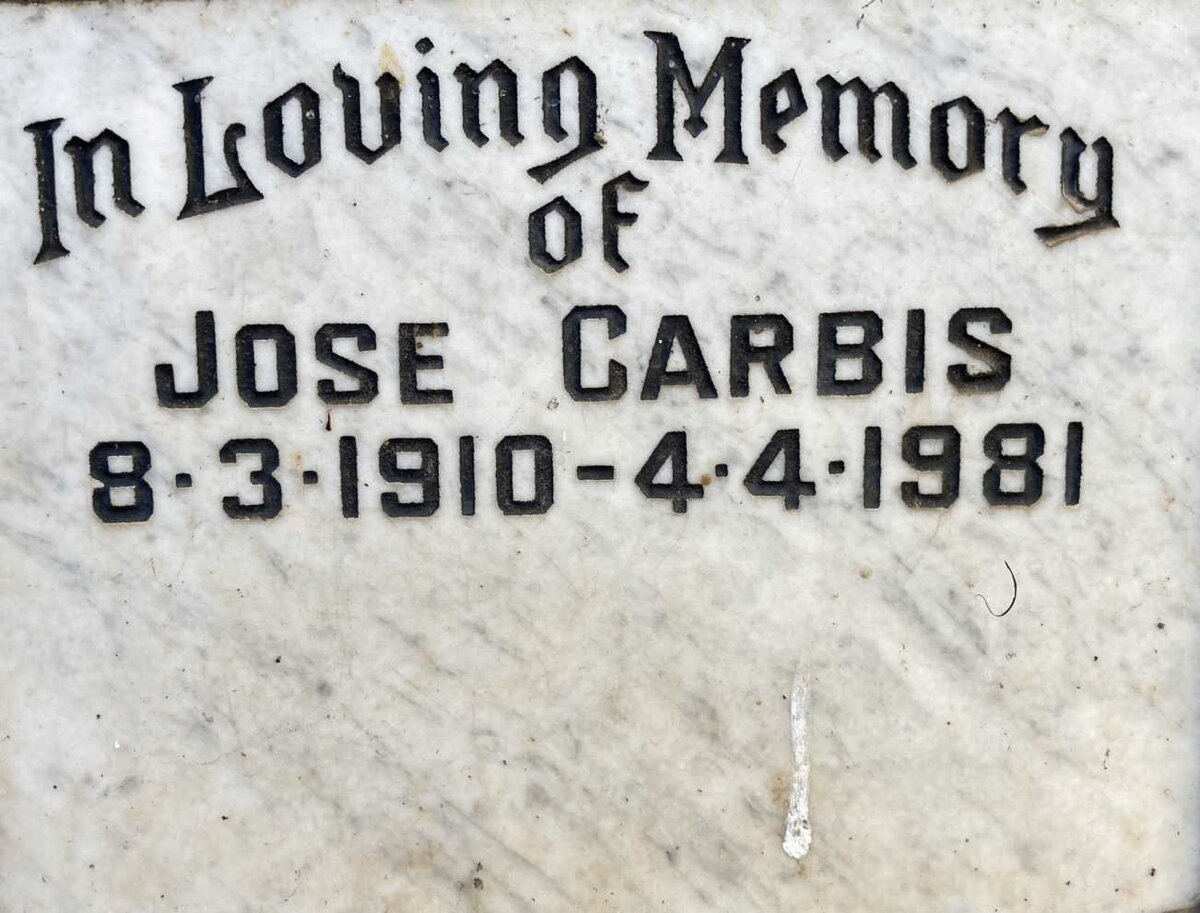 In Loving Memory
of
JOSE CARBIS
8·3·1910-4·4·1981